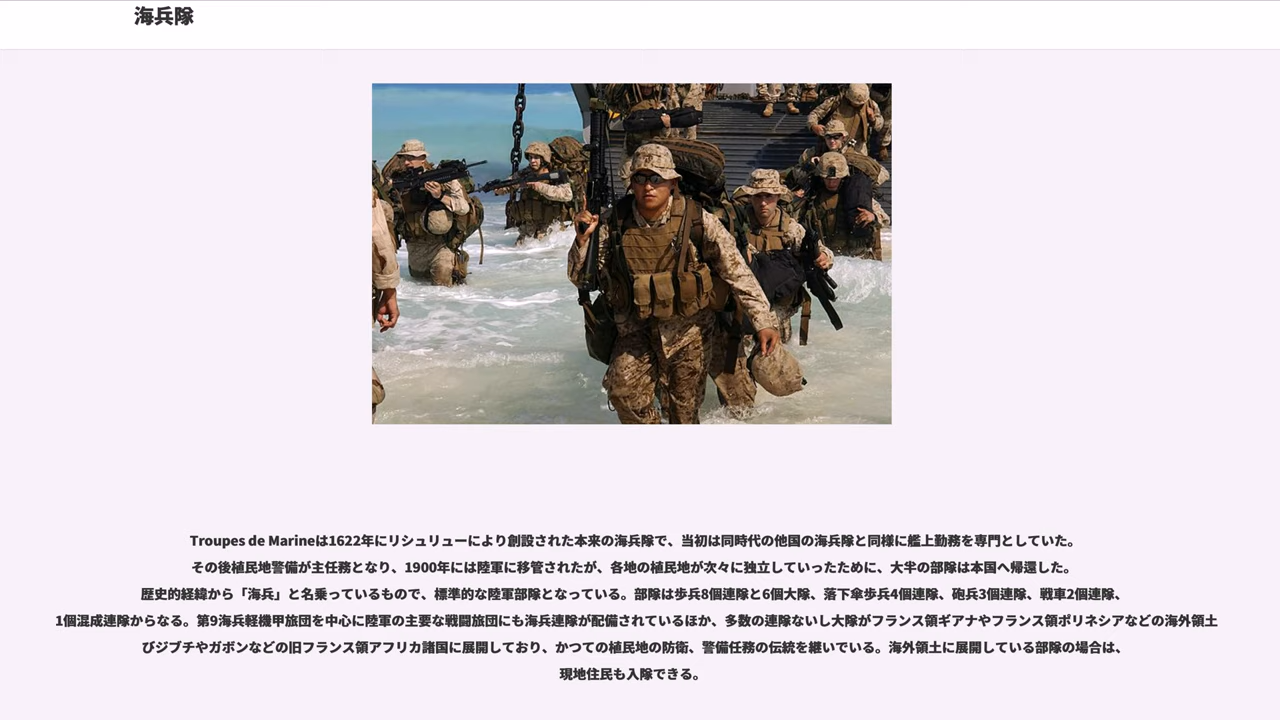 海兵隊
Troupes de Marineは1622年にリシュリューにより創設された本来の海兵隊で、当初は同時代の他国の海兵隊と同様に艦上勤務を専門としていた。
その後植民地警備が主任務となり、1900年には陸軍に移管されたが、各地の植民地が次々に独立していったために、大半の部隊は本国へ帰還した。
歴史的経緯から「海兵」と名乗っているもので、標準的な陸軍部隊となっている。部隊は歩兵8個連隊と6個大隊、落下傘歩兵4個連隊、砲兵3個連隊、戦車2個連隊、
1個混成連隊からなる。第9海兵軽機甲旅団を中心に陸軍の主要な戦闘旅団にも海兵連隊が配備されているほか、多数の連隊ないし大隊がフランス領ギアナやフランス領ポリネシアなどの海外領土
びジブチやガボンなどの旧フランス領アフリカ諸国に展開しており、かつての植民地の防衛、警備任務の伝統を継いでいる。海外領土に展開している部隊の場合は、
現地住民も入隊できる。